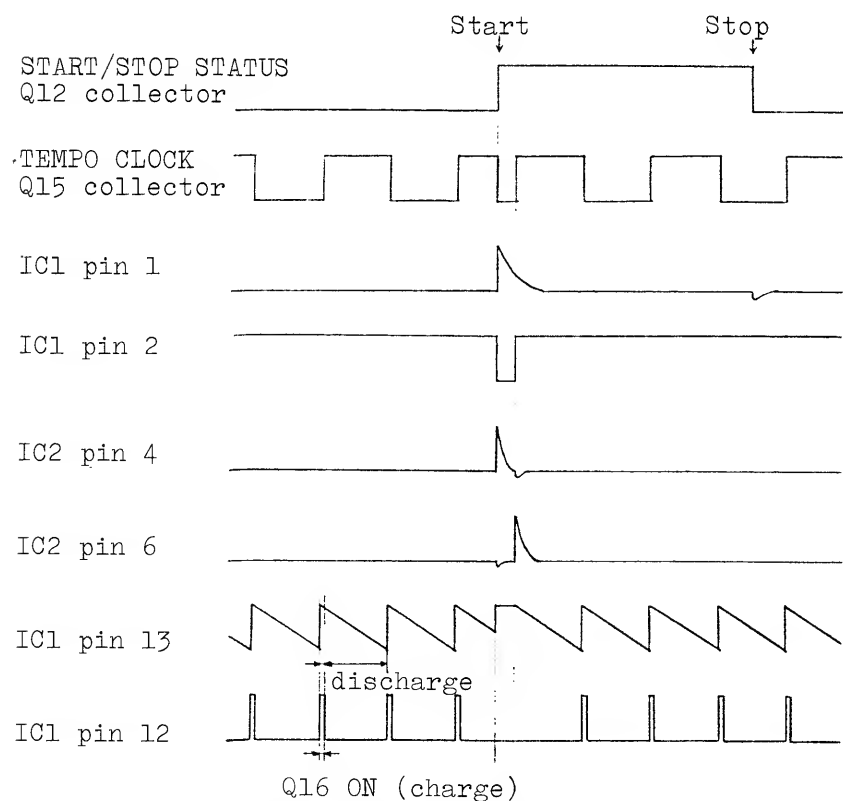 Start Stop
START/STOP STATUS
Q12 collector
TEMPO CLOCK
Q15 collector
IC1 pin 1
IC1 pin 2
IC2 pin 4
IC2 pin 6
IC1 pin 13
discharge
IC1 pin 12
Q16 ON (charge)